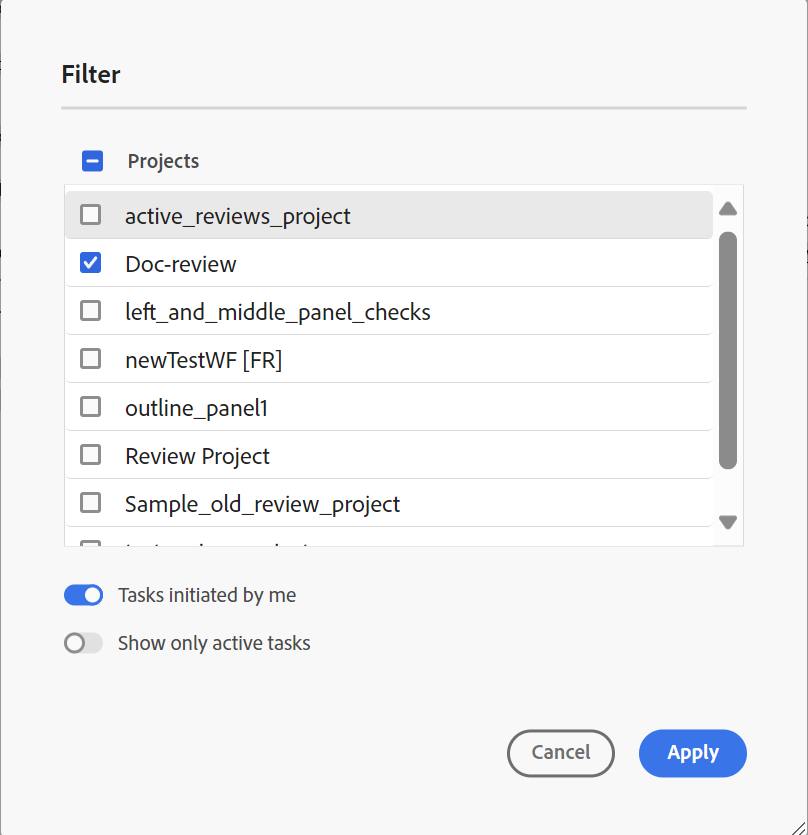 Filter
Projects
active_reviews_project
Doc-review
left_and_middle_panel_checks
newTestWF [FR]
outline_panel1
Review Project
Sample_old_review_project
Tasks initiated by me
Show only active tasks
Cancel
Apply